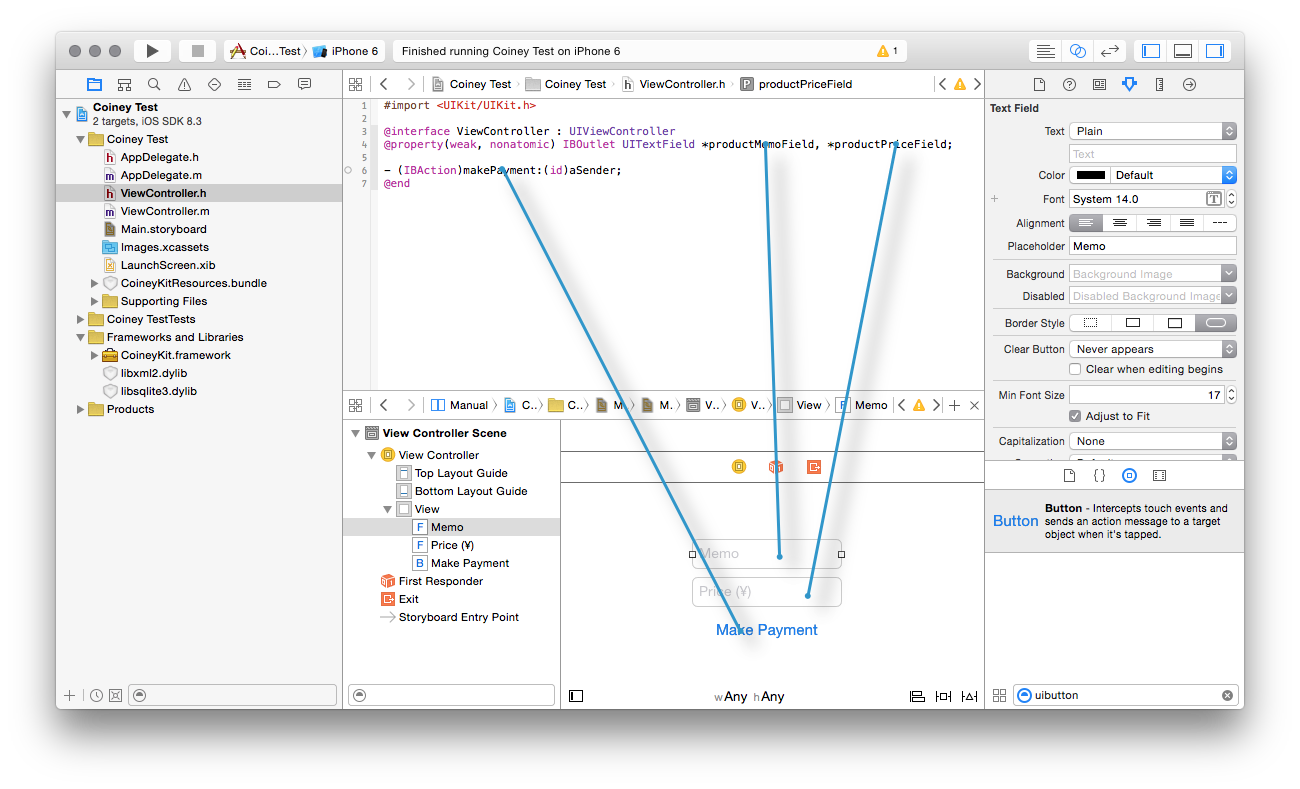 Coi...Test〉 iPhone 6
Finished running Coiney Test on iPhone 6
1
Coiney Test
2 targets, iOS SDK 8.3
Coiney Test
AppDelegate.h
AppDelegate.m
ViewController.h
ViewController.m
Main.storyboard
Images.xcassets
LaunchScreen.xib
CoineyKitResources.bundle
Supporting Files
Coiney TestTests
Frameworks and Libraries
CoineyKit.framework
libxml2.dylib
libsqlite3.dylib
Products
Coiney Test 〉 Coiney Test 〉 h ViewController.h 〉 P productPriceField
1 #import <UIKit/UIKit.h>
2
3 @interface ViewController : UIViewController
4 @property(weak, nonatomic) IBOutlet UITextField *productMemoField, *productPriceField;
5
6 - (IBAction)makePayment:(id)aSender;
7 @end
Manual 〉 C.. 〉 C.. 〉 M 〉 M. 〉 V.. 〉 V.. 〉 View 〉 F Memo
View Controller Scene
View Controller
Top Layout Guide
Bottom Layout Guide
View
F Memo
F Price (¥)
B Make Payment
First Responder
Exit
Storyboard Entry Point
Memo
Price (¥)
Make Payment
wAny hAny
Text Field
Text Plain
Text
Color Default
Font System 14.0 T
Alignment
Placeholder Memo
Background Background Image
Disabled Disabled Background Image
Border Style
Clear Button Never appears
Clear when editing begins
Min Font Size 17
Adjust to Fit
Capitalization None
{ }
Button
Button - Intercepts touch events and
sends an action message to a target
object when it's tapped.
uibutton